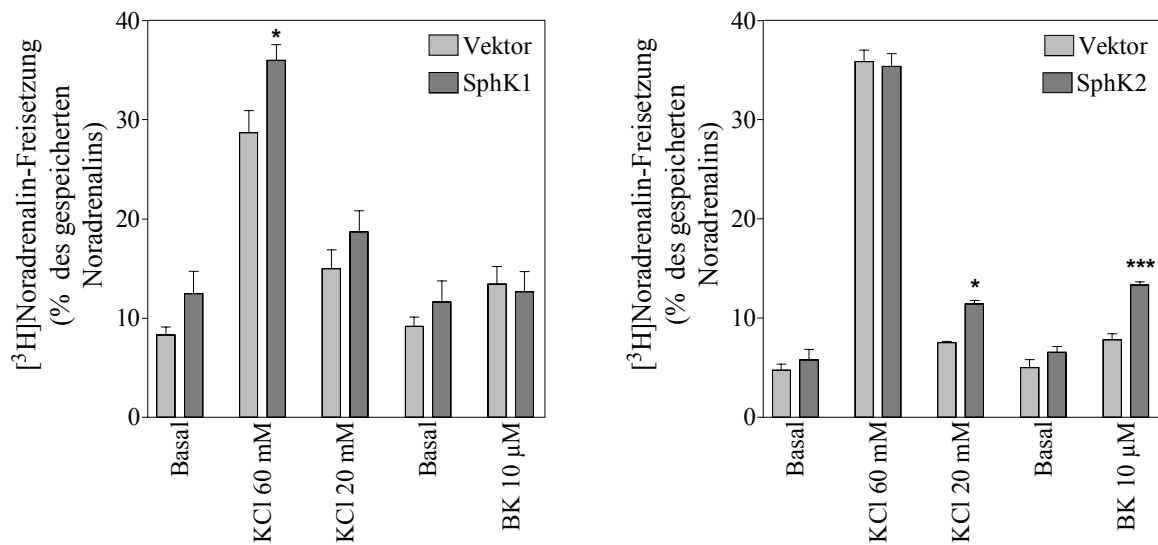 [³H]Noradrenalin-Freisetzung
(% des gespeicherten
Noradrenalins)
40
30
20
10
0
*
Vektor
SphK1
Basal
KCl 60 mM
KCl 20 mM
Basal
BK 10 µM
[³H]Noradrenalin-Freisetzung
(% des gespeicherten
Noradrenalins)
40
30
20
10
0
Vektor
SphK2
*
***
Basal
KCl 60 mM
KCl 20 mM
Basal
BK 10 µM